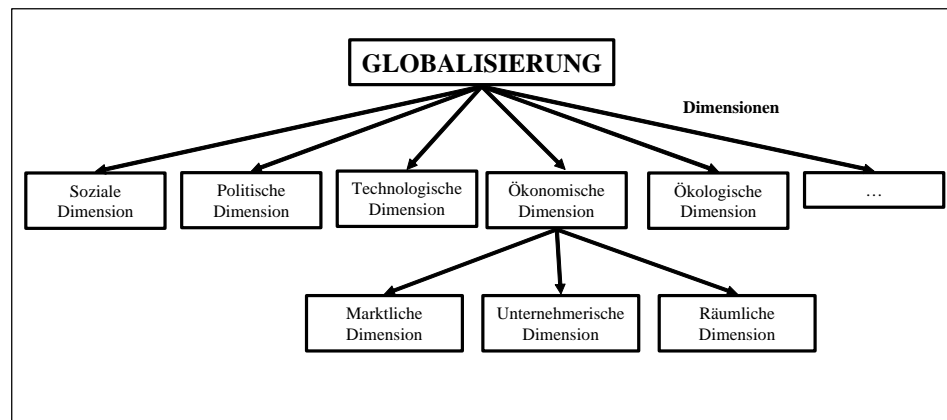 GLOBALISIERUNG
Dimensionen
Soziale
Dimension
Politische
Dimension
Technologische
Dimension
Ökonomische
Dimension
Ökologische
Dimension
…
Marktliche
Dimension
Unternehmerische
Dimension
Räumliche
Dimension